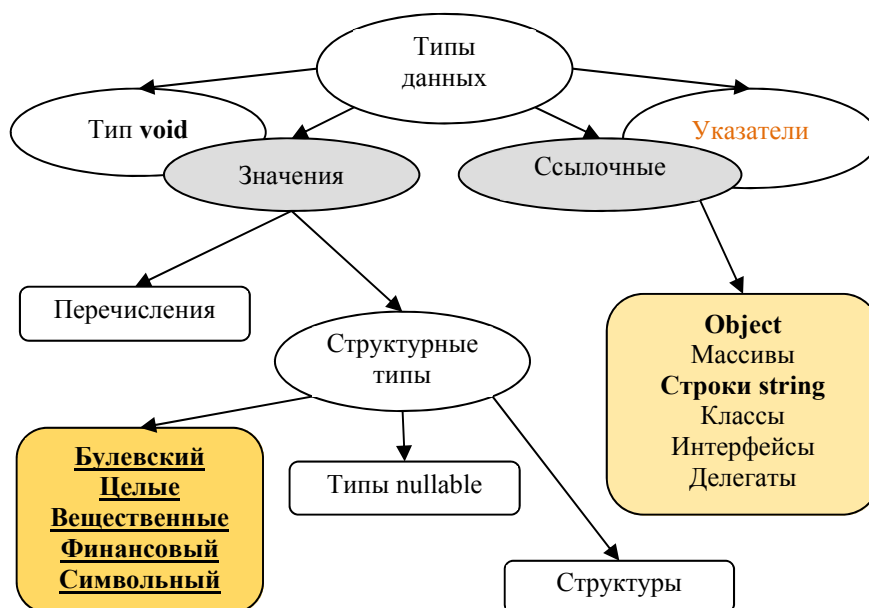 Типы
данных
Тип void
Указатели
Значения
Ссылочные
Перечисления
Структурные
типы
Object
Массивы
Строки string
Классы
Интерфейсы
Делегаты
Булевский
Целые
Вещественные
Финансовый
Символьный
Типы nullable
Структуры